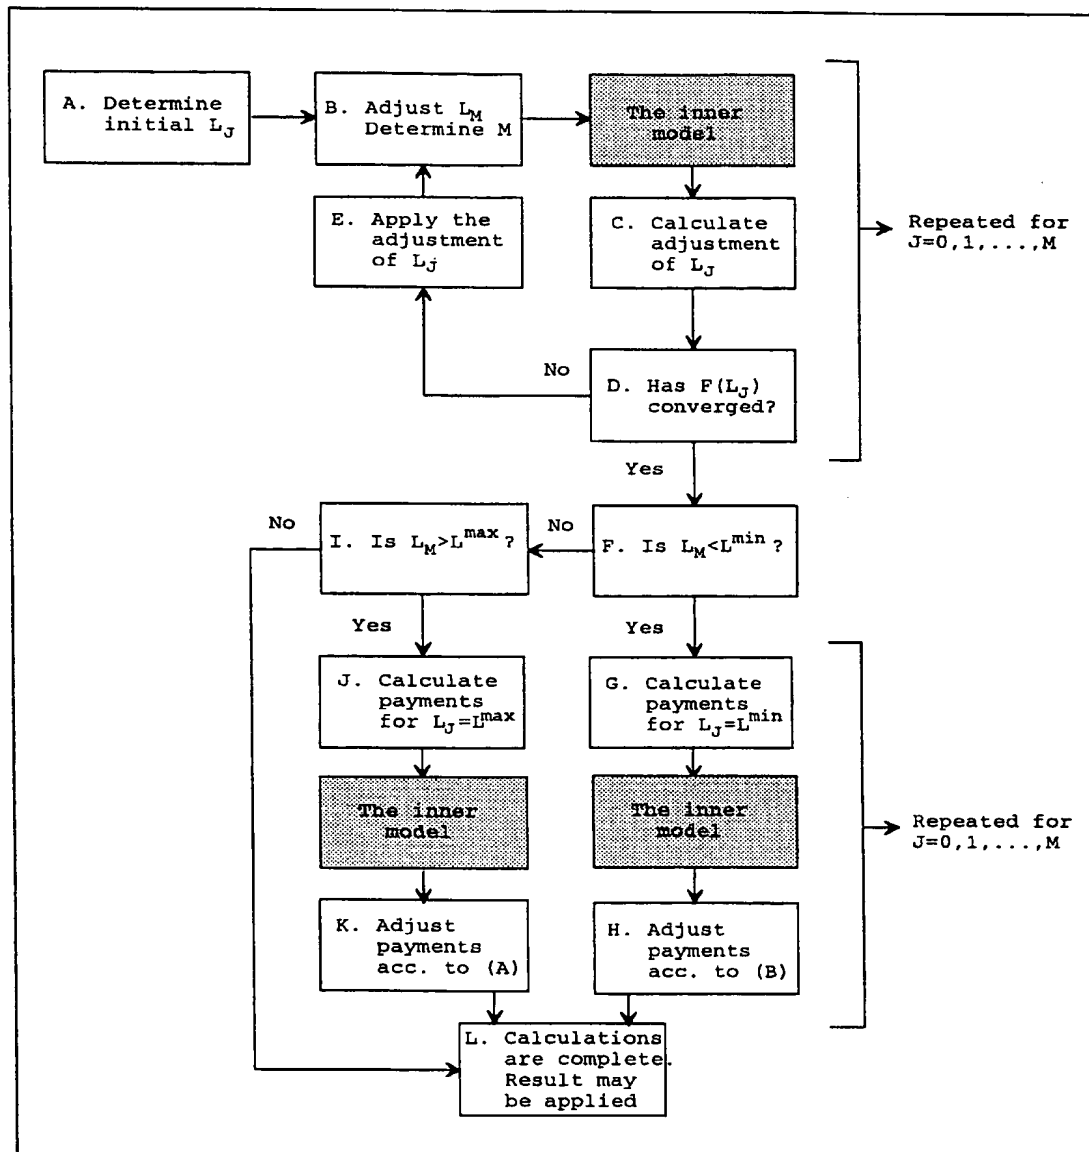 A. Determine
initial L_J
B. Adjust L_M
Determine M
The inner
model
E. Apply the
adjustment
of L_j
C. Calculate
adjustment
of L_J
Repeated for
J=0,1,...,M
No
D. Has F(L_J)
converged?
Yes
No
I. Is L_M>L^max?
No
F. Is L_M<L^min?
Yes
Yes
J. Calculate
payments
for L_J=L^max
G. Calculate
payments
for L_J=L^min
The inner
model
The inner
model
Repeated for
J=0,1,...,M
K. Adjust
payments
acc. to (A)
H. Adjust
payments
acc. to (B)
L. Calculations
are complete.
Result may
be applied